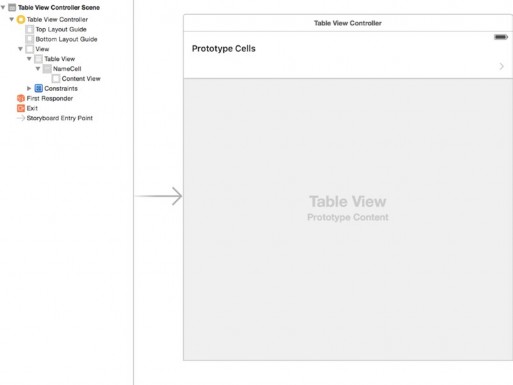 Table View Controller Scene
Table View Controller
Top Layout Guide
Bottom Layout Guide
View
Table View
NameCell
Content View
Constraints
First Responder
Exit
Storyboard Entry Point
Table View Controller
Prototype Cells
Table View
Prototype Content